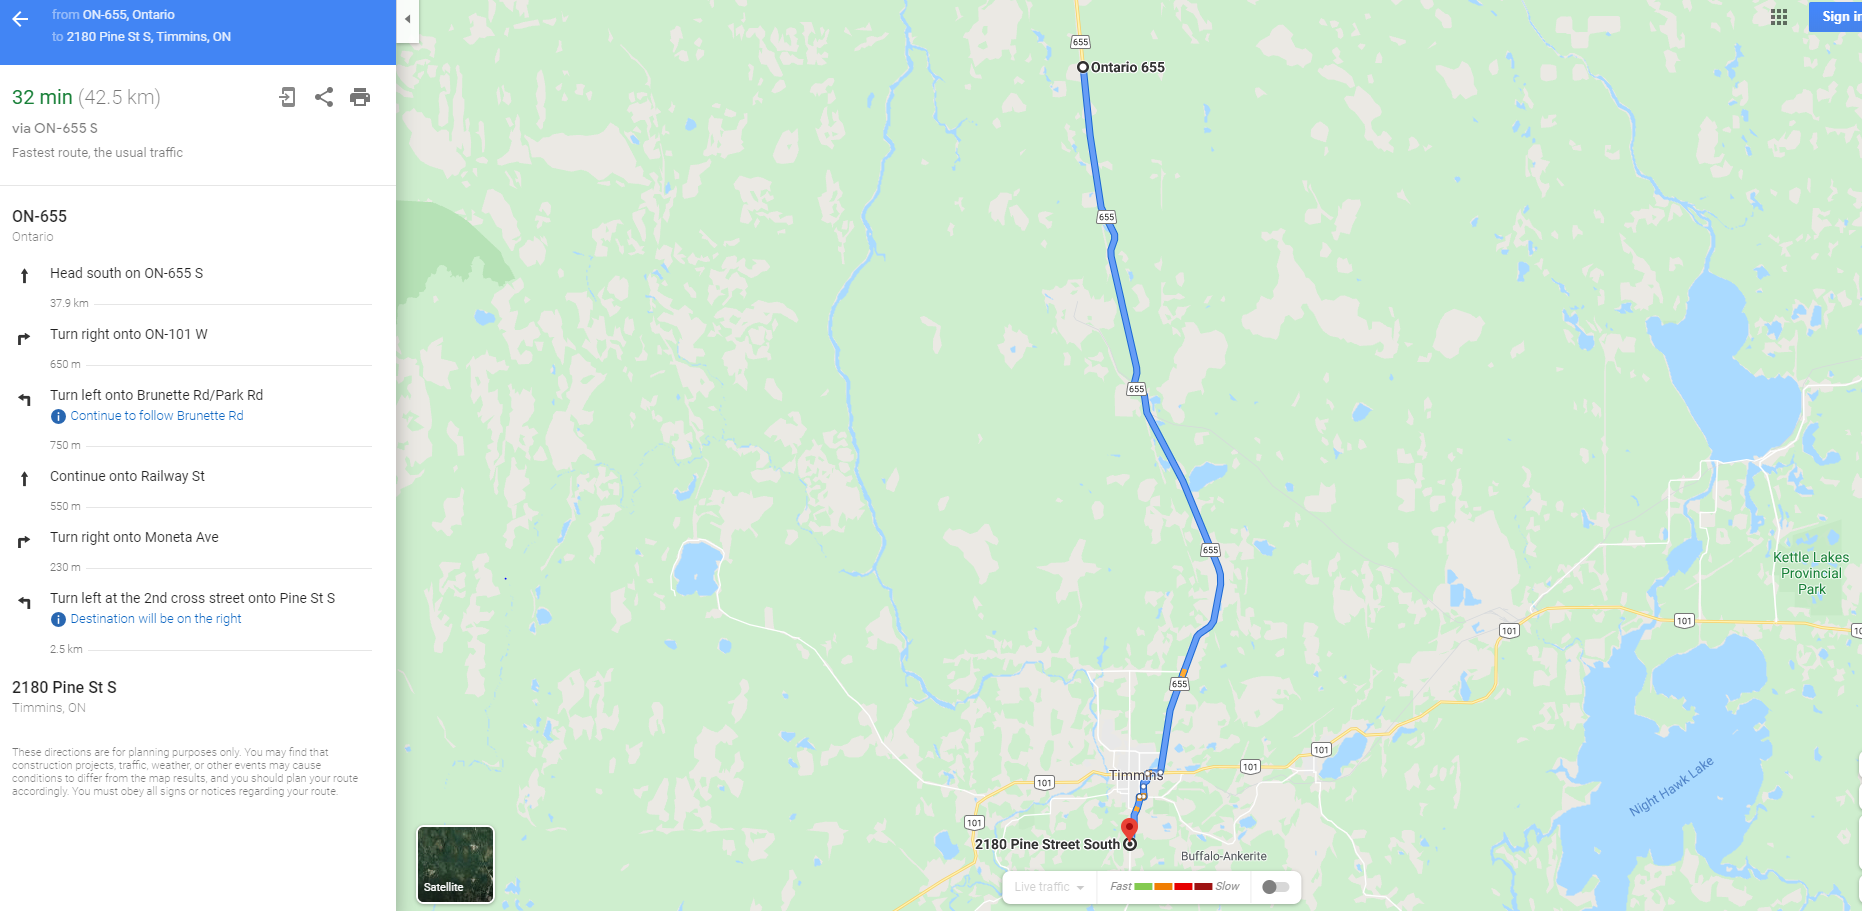 from ON-655, Ontario
to 2180 Pine St S, Timmins, ON
Sign in
32 min (42.5 km)
via ON-655 S
Fastest route, the usual traffic
ON-655
Ontario
Head south on ON-655 S
37.9 km
Turn right onto ON-101 W
650 m
Turn left onto Brunette Rd/Park Rd
Continue to follow Brunette Rd
750 m
Continue onto Railway St
550 m
Turn right onto Moneta Ave
230 m
Turn left at the 2nd cross street onto Pine St S
Destination will be on the right
2.5 km
2180 Pine St S
Timmins, ON
These directions are for planning purposes only. You may find that
construction projects, traffic, weather, or other events may cause
conditions to differ from the map results, and you should plan your route
accordingly. You must obey all signs or notices regarding your route.
Satellite
655
Ontario 655
655
655
655
Kettle Lakes
Provincial
Park
101
101
10
655
101
101
Timmins
101
101
Night Hawk Lake
2180 Pine Street South
Buffalo-Ankerite
Live traffic
Fast
Slow